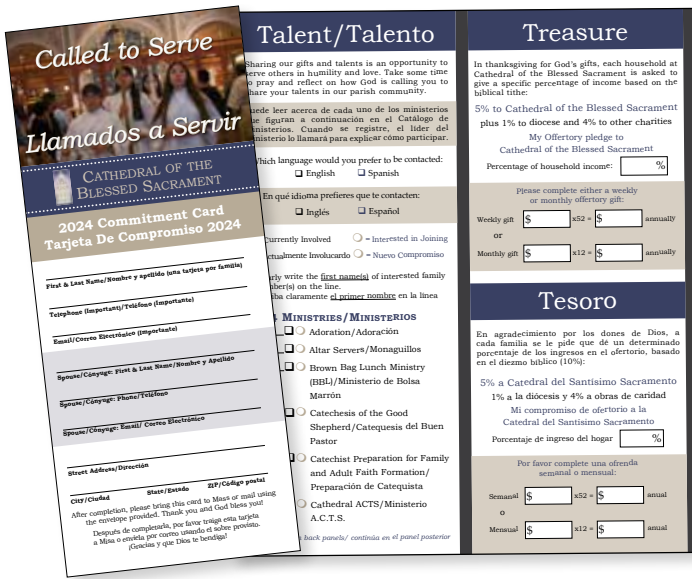 Called to Serve
Llamados a Servir
CATHEDRAL OF THE
BLESSED SACRAMENT
2024 Commitment Card
Tarjeta De Compromiso 2024
First & Last Name/Nombre y apellido (una tarjeta por familia)
Telephone (Important)/Teléfono (Importante)
Email/Correo Electrónico (Importante)
Spouse/Cónyuge: First & Last Name/Nombre y Apellido
Spouse/Cónyuge: Phone/Teléfono
Spouse/Cónyuge: Email/ Correo Electrónico
Street Address/Dirección
City/Ciudad State/Estado ZIP/Código postal
After completion, please bring this card to Mass or mail using
the envelope provided. Thank you and God bless you!
Después de completarla, por favor traiga esta tarjeta
a Misa o envíela por correo usando el sobre provisto.
¡Gracias y que Dios te bendiga!
Talent/Talento
Sharing our gifts and talents is an opportunity to
serve others in humility and love. Take some time
to pray and reflect on how God is calling you to
share your talents in our parish community.
uede leer acerca de cada uno de los ministerios
ue figuran a continuación en el Catálogo de
inisterios. Cuando se registre, el líder del
inisterio lo llamará para explicar cómo participar.
Which language would you prefer to be contacted:
English Spanish
En qué idioma prefieres que te contacten:
Inglés Español
Currently Involved = Interested in Joining
ctualmente Involucardo = Nuevo Compromiso
arly write the first name(s) of interested family
ber(s) on the line.
iba claramente el primer nombre en la línea
MINISTRIES/MINISTERIOS
Adoration/Adoración
Altar Servers/Monaguillos
Brown Bag Lunch Ministry
(BBL)/Ministerio de Bolsa
Marrón
Catechesis of the Good
Shepherd/Catequesis del Buen
Pastor
Catechist Preparation for Family
and Adult Faith Formation/
Preparación de Catequista
Cathedral ACTS/Ministerio
A.C.T.S.
back panels/ continúa en el panel posterior
Treasure
In thanksgiving for God's gifts, each household at
Cathedral of the Blessed Sacrament is asked to
give a specific percentage of income based on the
biblical tithe:
5% to Cathedral of the Blessed Sacrament
plus 1% to diocese and 4% to other charities
My Offertory pledge to
Cathedral of the Blessed Sacrament
Percentage of household income: %
Please complete either a weekly
or monthly offertory gift:
Weekly gift $ x52 = $ annually
or
Monthly gift $ x12 = $ annually
Tesoro
En agradecimiento por los dones de Dios, a
cada familia se le pide que dé un determinado
porcentaje de los ingresos en el ofertorio, basado
en el diezmo bíblico (10%):
5% a Catedral del Santísimo Sacramento
1% a la diócesis y 4% a obras de caridad
Mi compromiso de ofertorio a la
Catedral del Santísimo Sacramento
Porcentaje de ingreso del hogar %
Por favor complete una ofrenda
semanal o mensual:
Semanal $ x52 = $ anual
o
Mensual $ x12 = $ anual